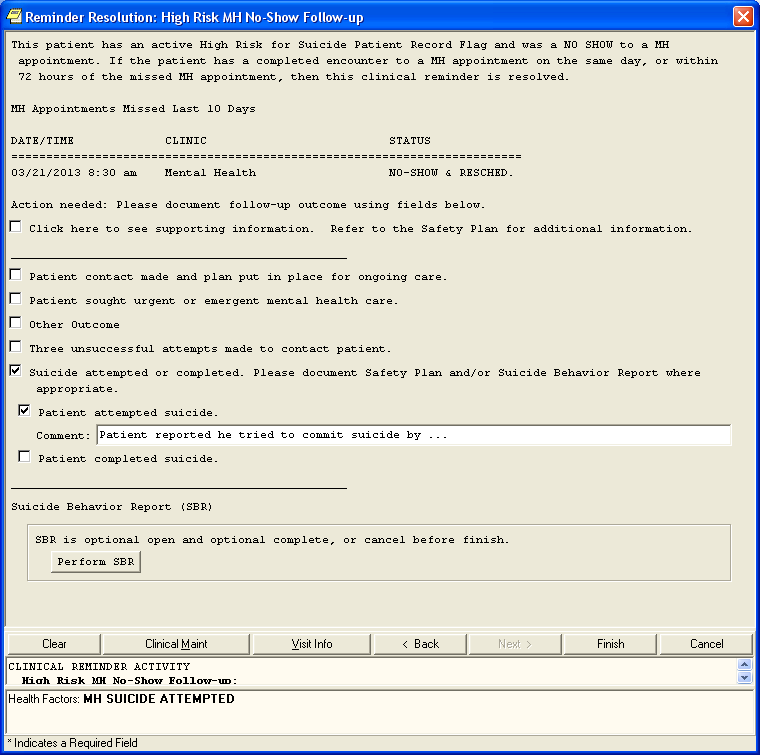 Reminder Resolution: High Risk MH No-Show Follow-up
This patient has an active High Risk for Suicide Patient Record Flag and was a NO SHOW to a MH
appointment. If the patient has a completed encounter to a MH appointment on the same day, or within
72 hours of the missed MH appointment, then this clinical reminder is resolved.
MH Appointments Missed Last 10 Days
DATE/TIME CLINIC STATUS
=========================================================================
03/21/2013 8:30 am Mental Health NO-SHOW & RESCHED.
Action needed: Please document follow-up outcome using fields below.
Click here to see supporting information. Refer to the Safety Plan for additional information.
Patient contact made and plan put in place for ongoing care.
Patient sought urgent or emergent mental health care.
Other Outcome
Three unsuccessful attempts made to contact patient.
Suicide attempted or completed. Please document Safety Plan and/or Suicide Behavior Report where
appropriate.
Patient attempted suicide.
Comment: Patient reported he tried to commit suicide by ...
Patient completed suicide.
Suicide Behavior Report (SBR)
SBR is optional open and optional complete, or cancel before finish.
Perform SBR
Clear Clinical Maint Visit Info < Back Next > Finish Cancel
CLINICAL REMINDER ACTIVITY
High Risk MH No-Show Follow-up:
Health Factors: MH SUICIDE ATTEMPTED
* Indicates a Required Field